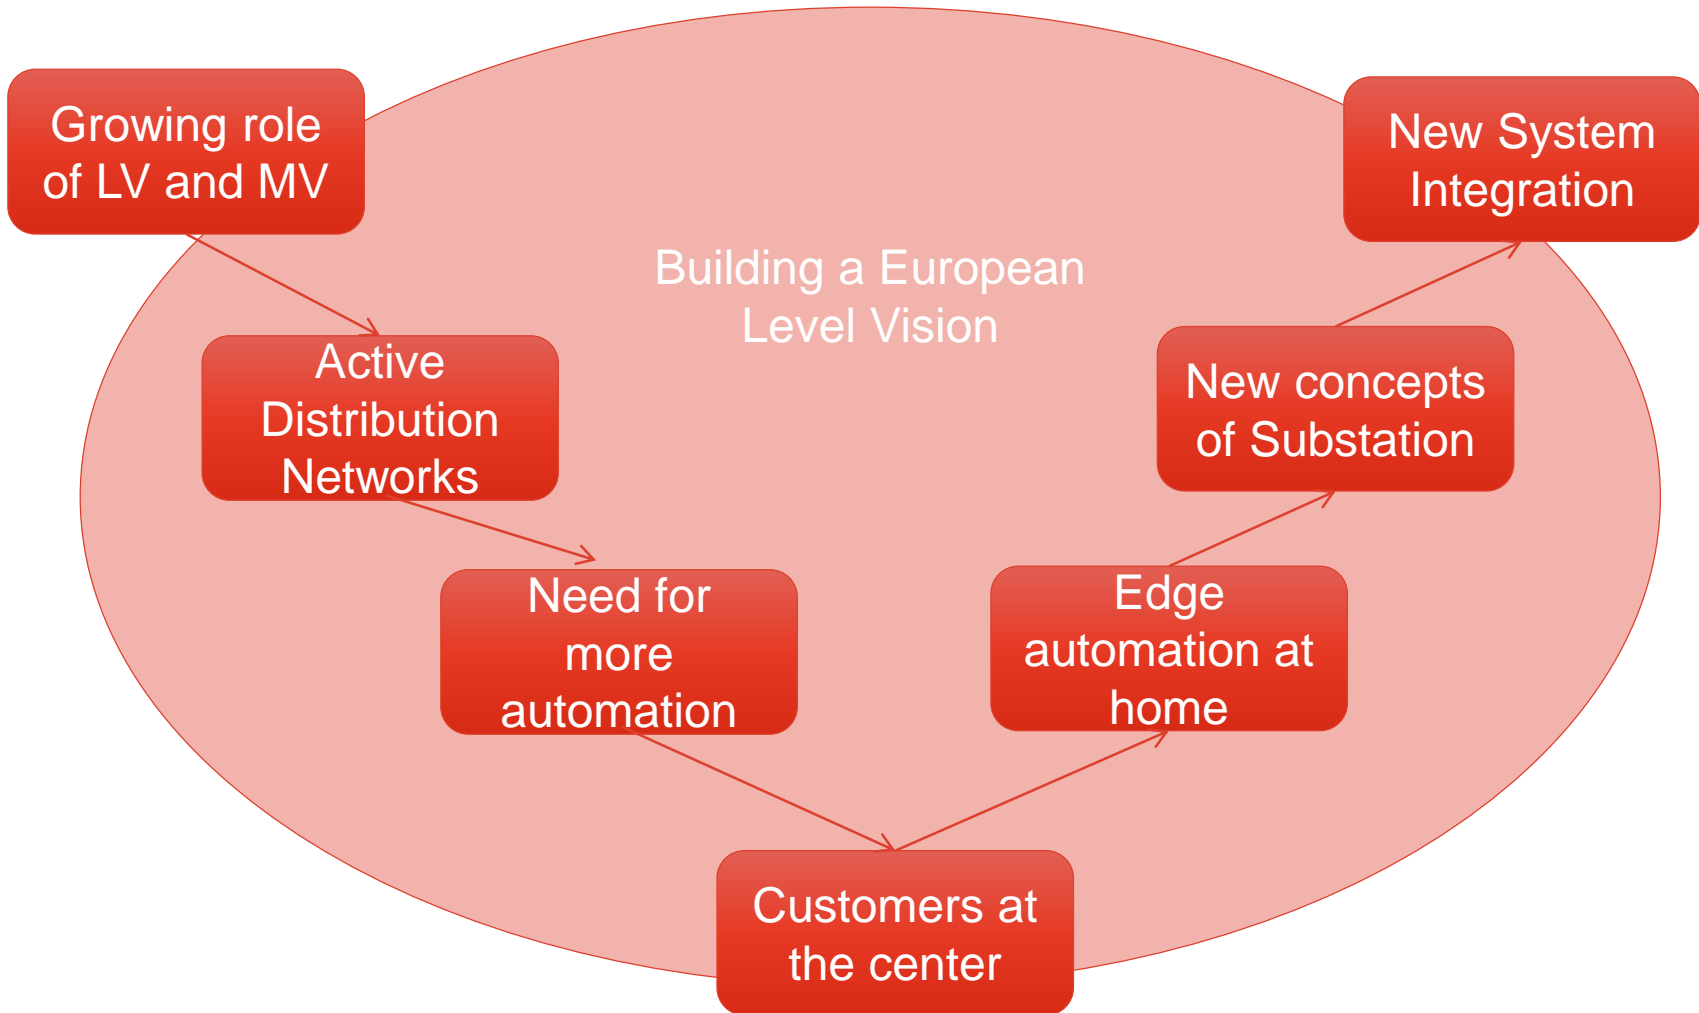 Growing role
of LV and MV
New System
Integration
Building a European
Level Vision
Active
Distribution
Networks
New concepts
of Substation
Need for
more
automation
Edge
automation at
home
Customers at
the center